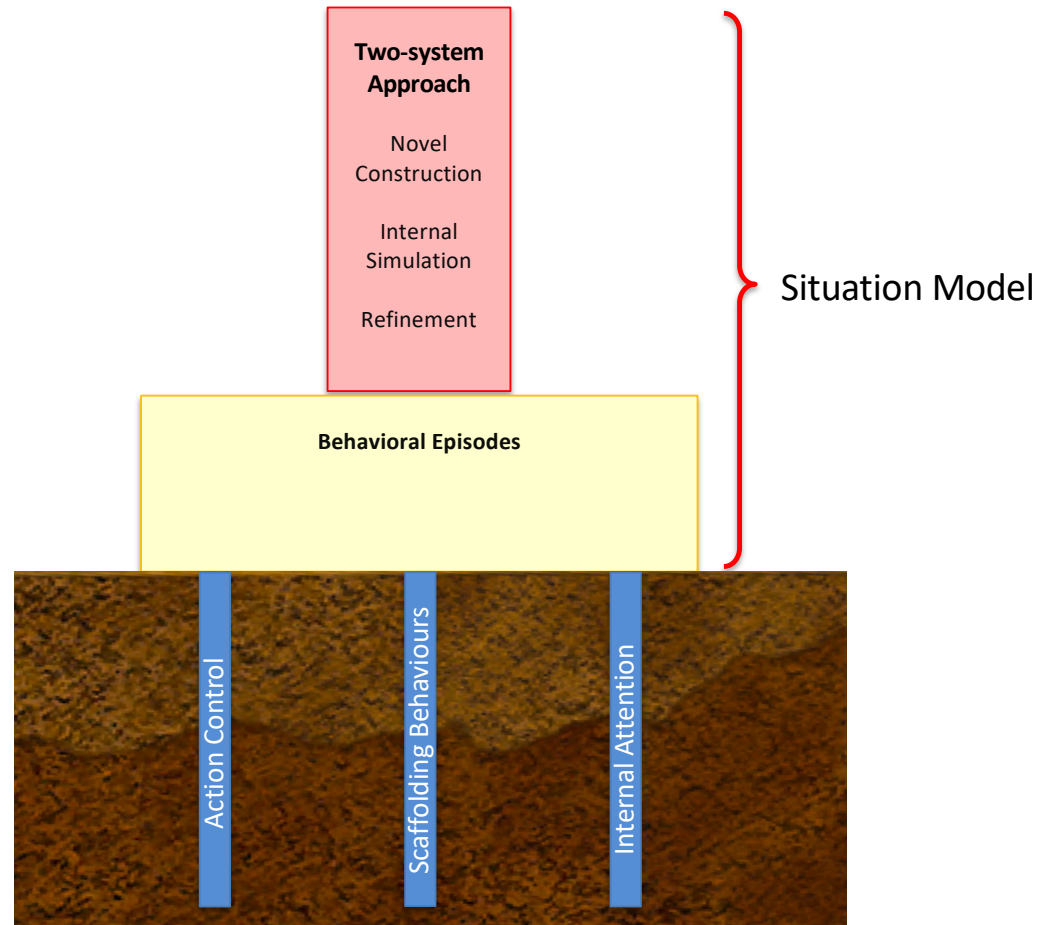 Two-system
Approach
Novel
Construction
Internal
Simulation
Refinement
Situation Model
Behavioral Episodes
Action Control
Scaffolding Behaviours
Internal Attention